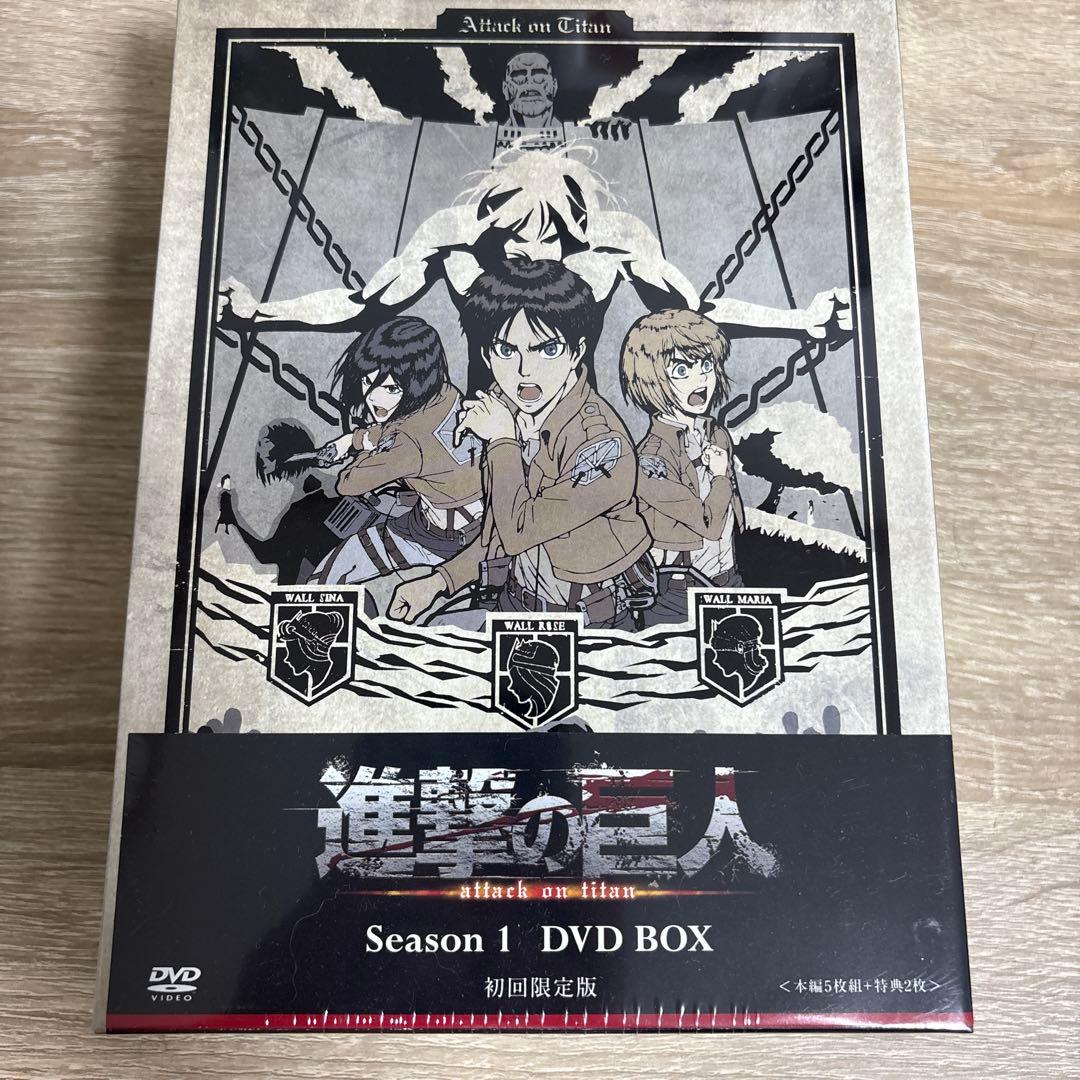 Attack on Titan
WALL SINA
WALL ROSE
WALL MARIA
進撃の巨人
attack on titan
Season 1 DVD BOX
DVD
VIDEO
初回限定版
<本編5枚組+特典2枚>